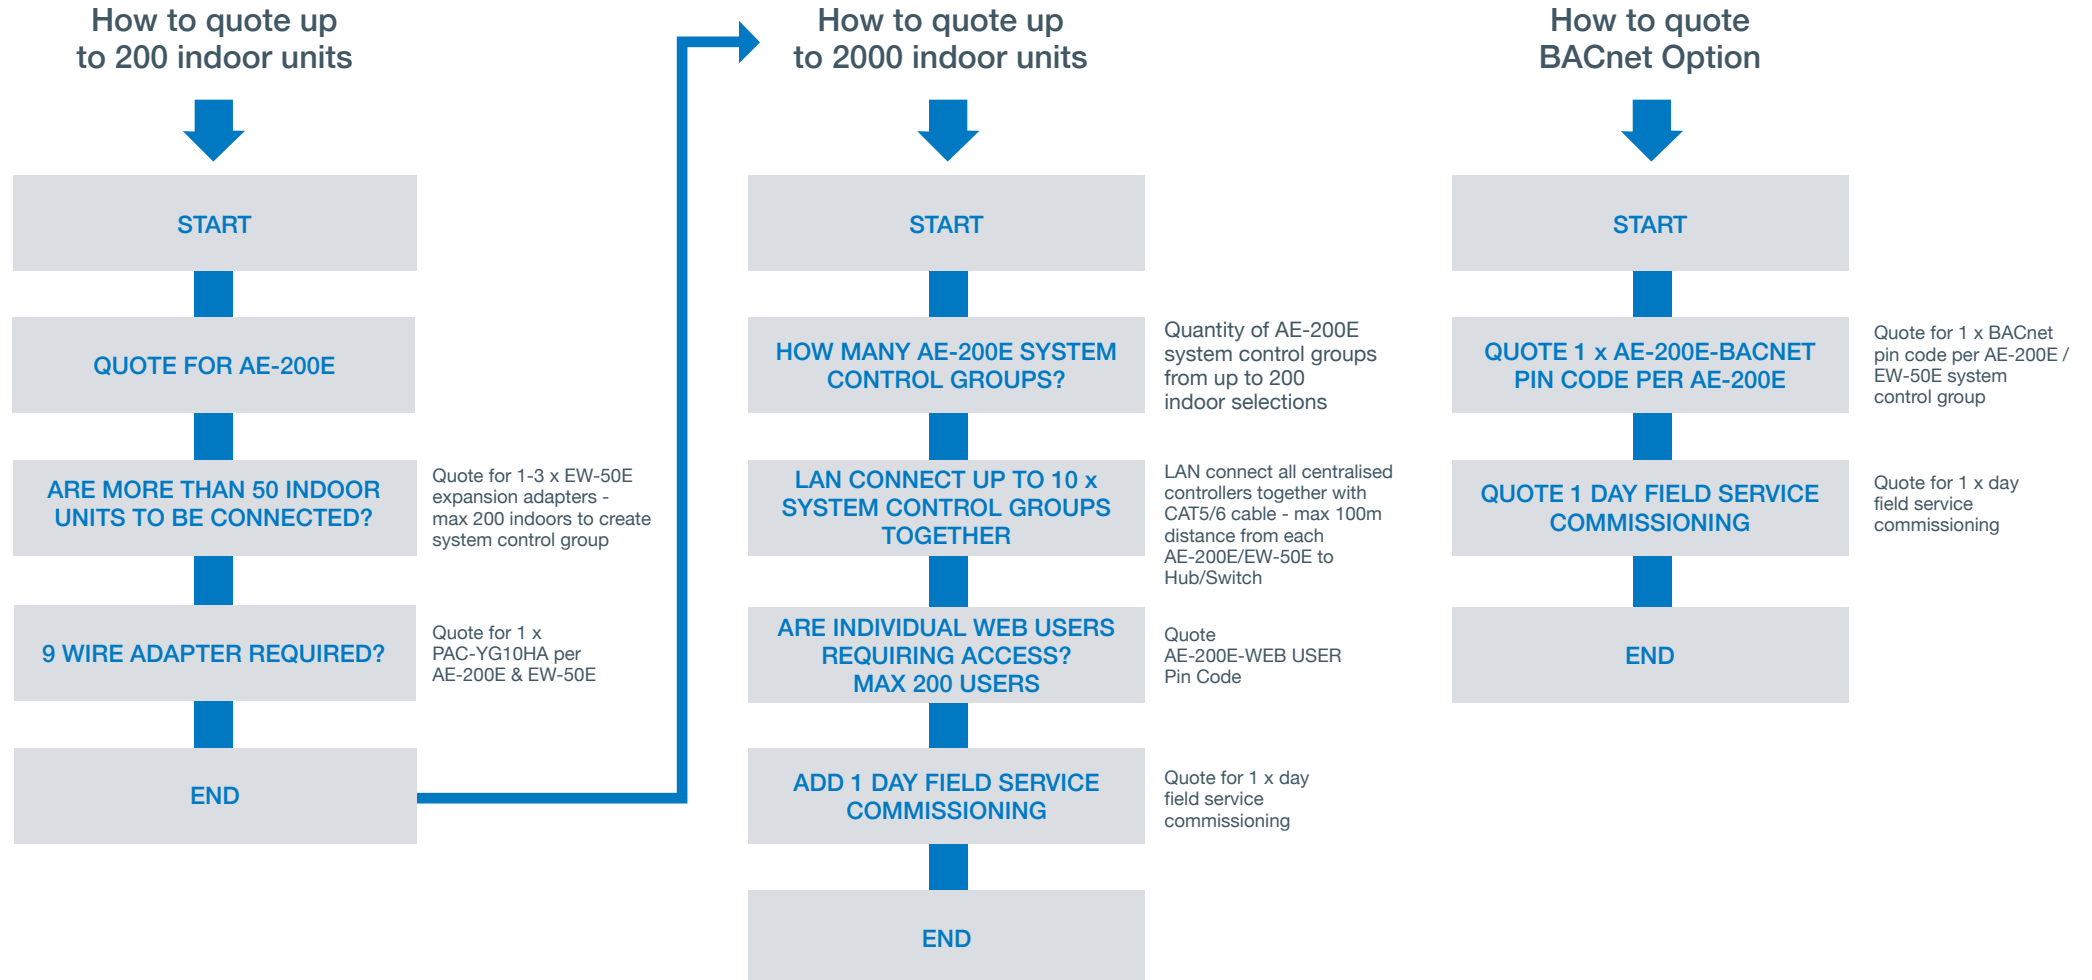 How to quote up
to 200 indoor units
START
QUOTE FOR AE-200E
ARE MORE THAN 50 INDOOR
UNITS TO BE CONNECTED?
Quote for 1-3 x EW-50E
expansion adapters -
max 200 indoors to create
system control group
9 WIRE ADAPTER REQUIRED?
Quote for 1 x
PAC-YG10HA per
AE-200E & EW-50E
END
How to quote up
to 2000 indoor units
START
HOW MANY AE-200E SYSTEM
CONTROL GROUPS?
Quantity of AE-200E
system control groups
from up to 200
indoor selections
LAN CONNECT UP TO 10 x
SYSTEM CONTROL GROUPS
TOGETHER
LAN connect all centralised
controllers together with
CAT5/6 cable - max 100m
distance from each
AE-200E/EW-50E to
Hub/Switch
ARE INDIVIDUAL WEB USERS
REQUIRING ACCESS?
MAX 200 USERS
Quote
AE-200E-WEB USER
Pin Code
ADD 1 DAY FIELD SERVICE
COMMISSIONING
Quote for 1 x day
field service
commissioning
END
How to quote
BACnet Option
START
QUOTE 1 x AE-200E-BACNET
PIN CODE PER AE-200E
Quote for 1 x BACnet
pin code per AE-200E /
EW-50E system
control group
QUOTE 1 DAY FIELD SERVICE
COMMISSIONING
Quote for 1 x day
field service
commissioning
END